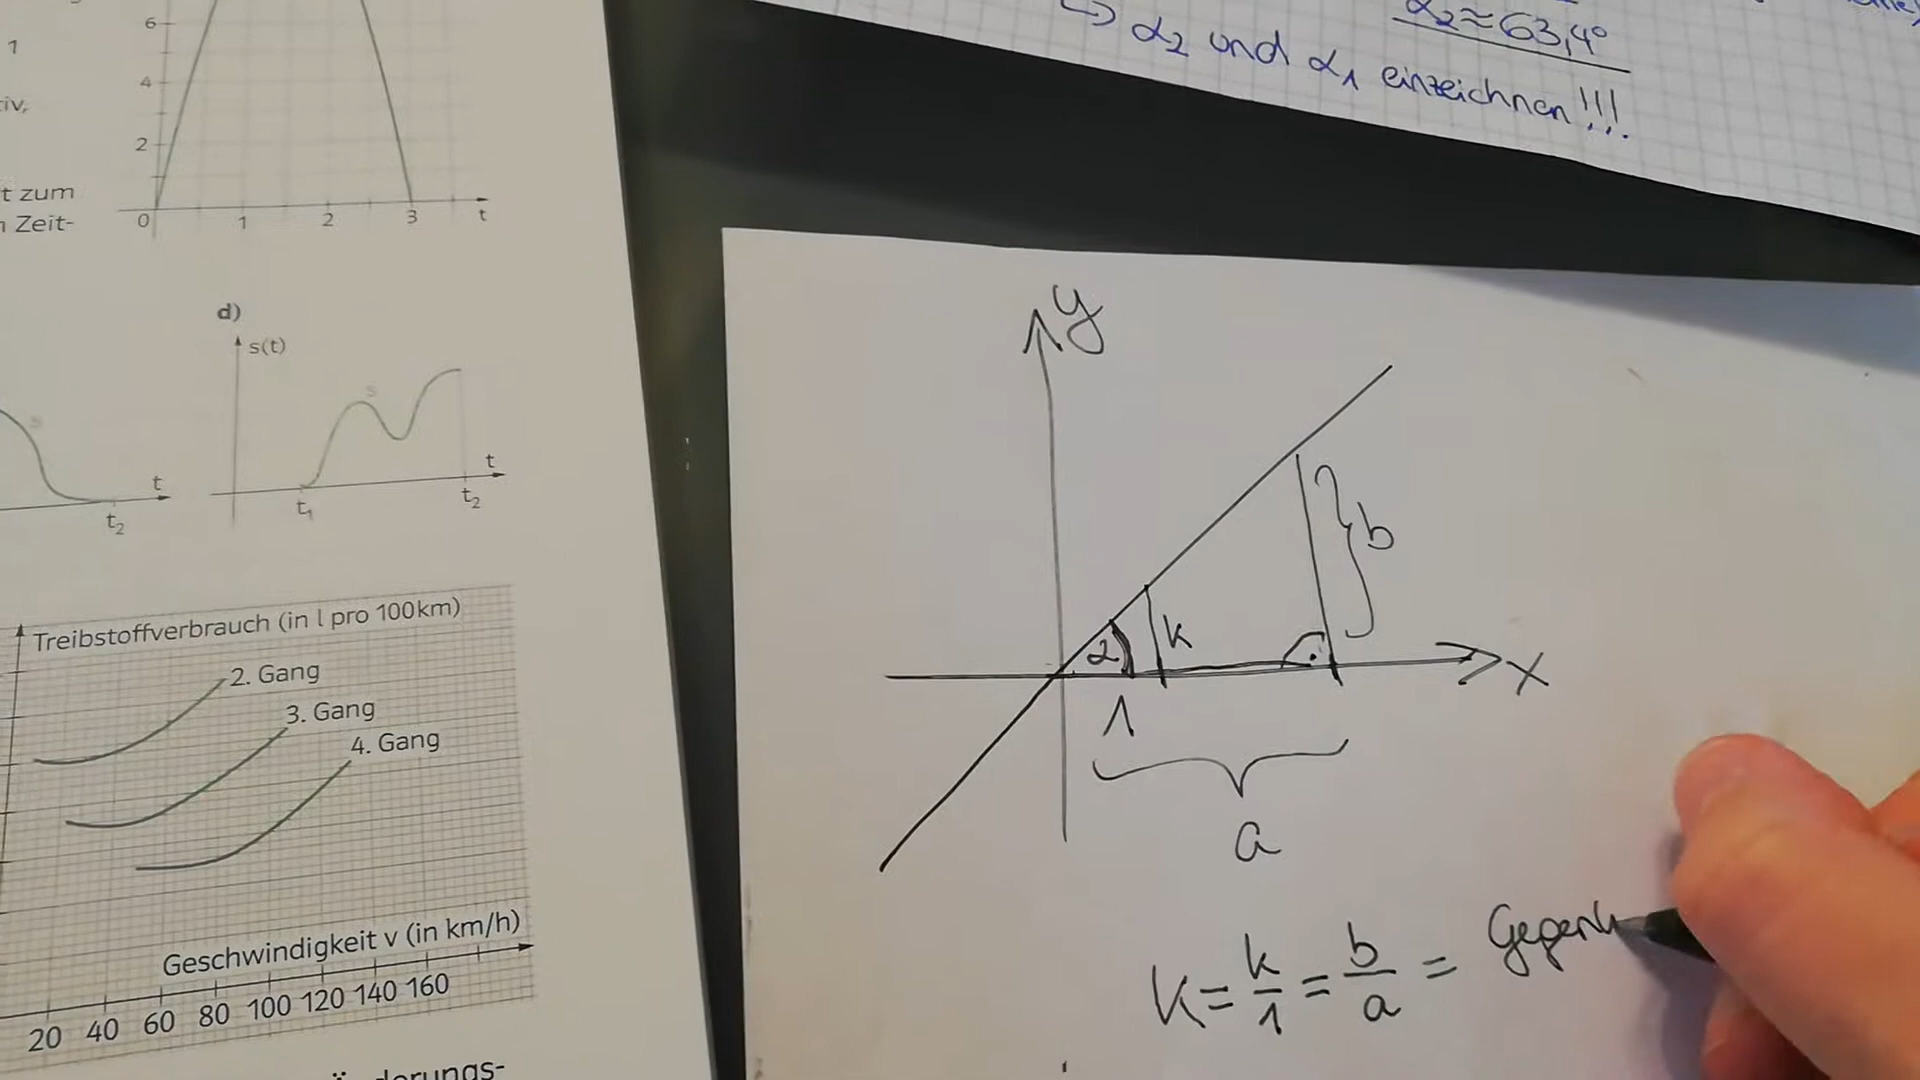 6
1
4
iv,
2
t zum
n Zeit-
0 1 2 3 t
d)
s(t)
s
s
t
t
t₂
t₁
t₂
Treibstoffverbrauch (in l pro 100km)
2. Gang
3. Gang
4. Gang
Geschwindigkeit v (in km/h)
20 40 60 80 100 120 140 160
α₂≈63,4°
↳ α₂ und α₁ einzeichnen!!!
y
b
k
α
x
1
a
k = k/1 = b/a = Gegenk